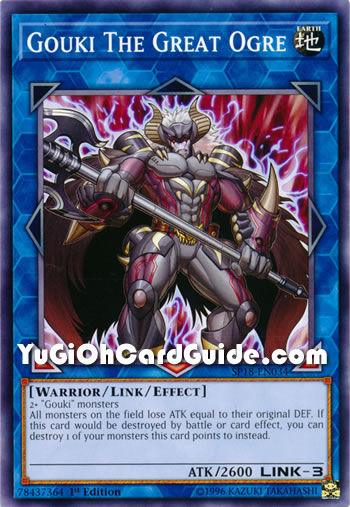 GOUKI THE GREAT OGRE
EARTH
地
YuGiOhCardGuide.com
SP18-EN034
[WARRIOR/LINK/EFFECT]
2+ "Gouki" monsters
All monsters on the field lose ATK equal to their original DEF. If
this card would be destroyed by battle or card effect, you can
destroy 1 of your monsters this card points to instead.
ATK/2600 LINK-3
78437364 1st Edition
©1996 KAZUKI TAKAHASHI